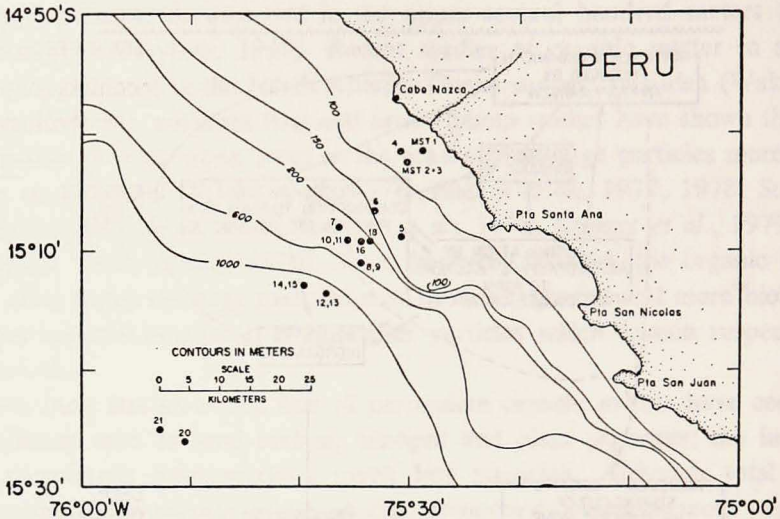 14°50'S
PERU
Cabo Nazca
100
150
200
600
1000
4
MST 1
MST 2+3
6
7
5
10,11
18
16
8,9
Pta Santa Ana
15°10'
(100)
14,15
12,13
Pta San Nicolas
CONTOURS IN METERS
SCALE
0 5 10 15 20 25
KILOMETERS
Pta San Juan
21
20
15°30'
76°00'W
75°30'
75°00'